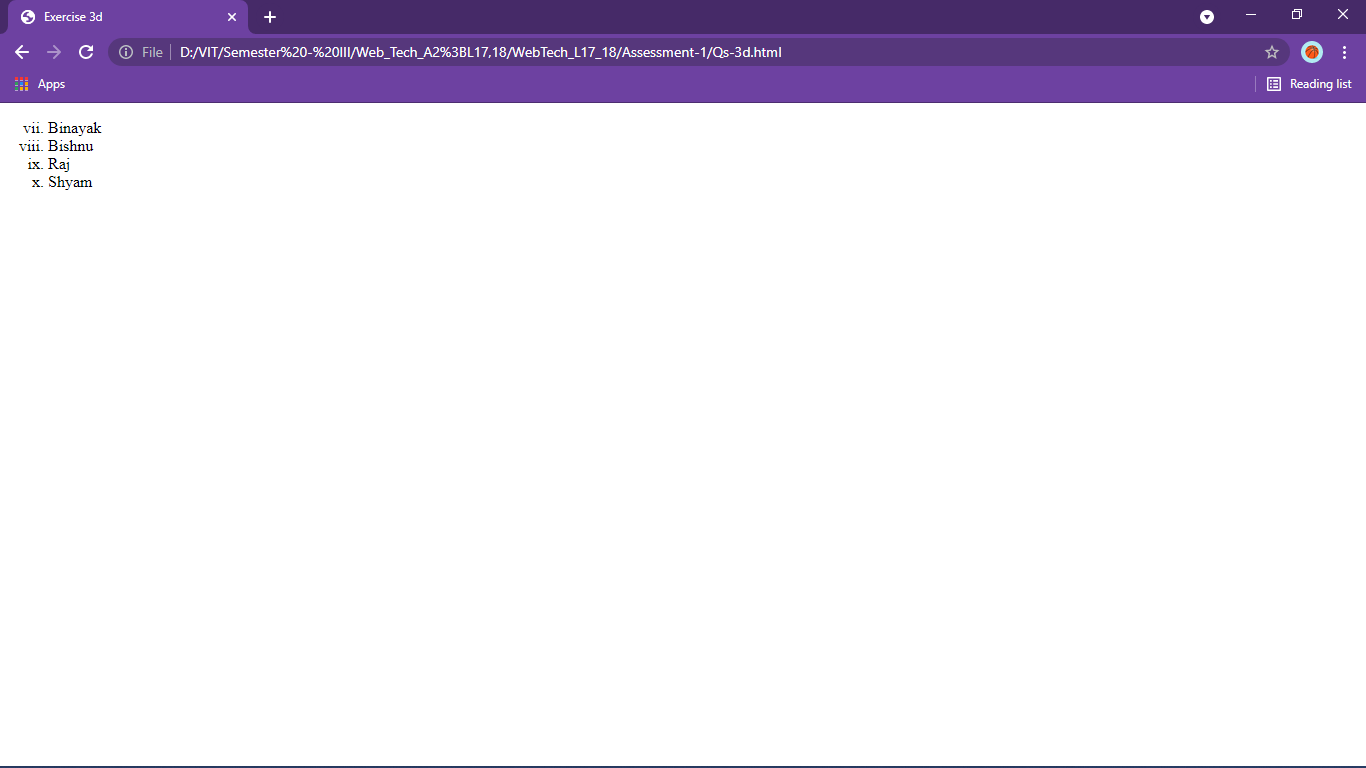 Exercise 3d
File D:/VIT/Semester%20-%20III/Web_Tech_A2%3BL17,18/WebTech_L17_18/Assessment-1/Qs-3d.html
Apps Reading list
vii. Binayak
viii. Bishnu
ix. Raj
x. Shyam